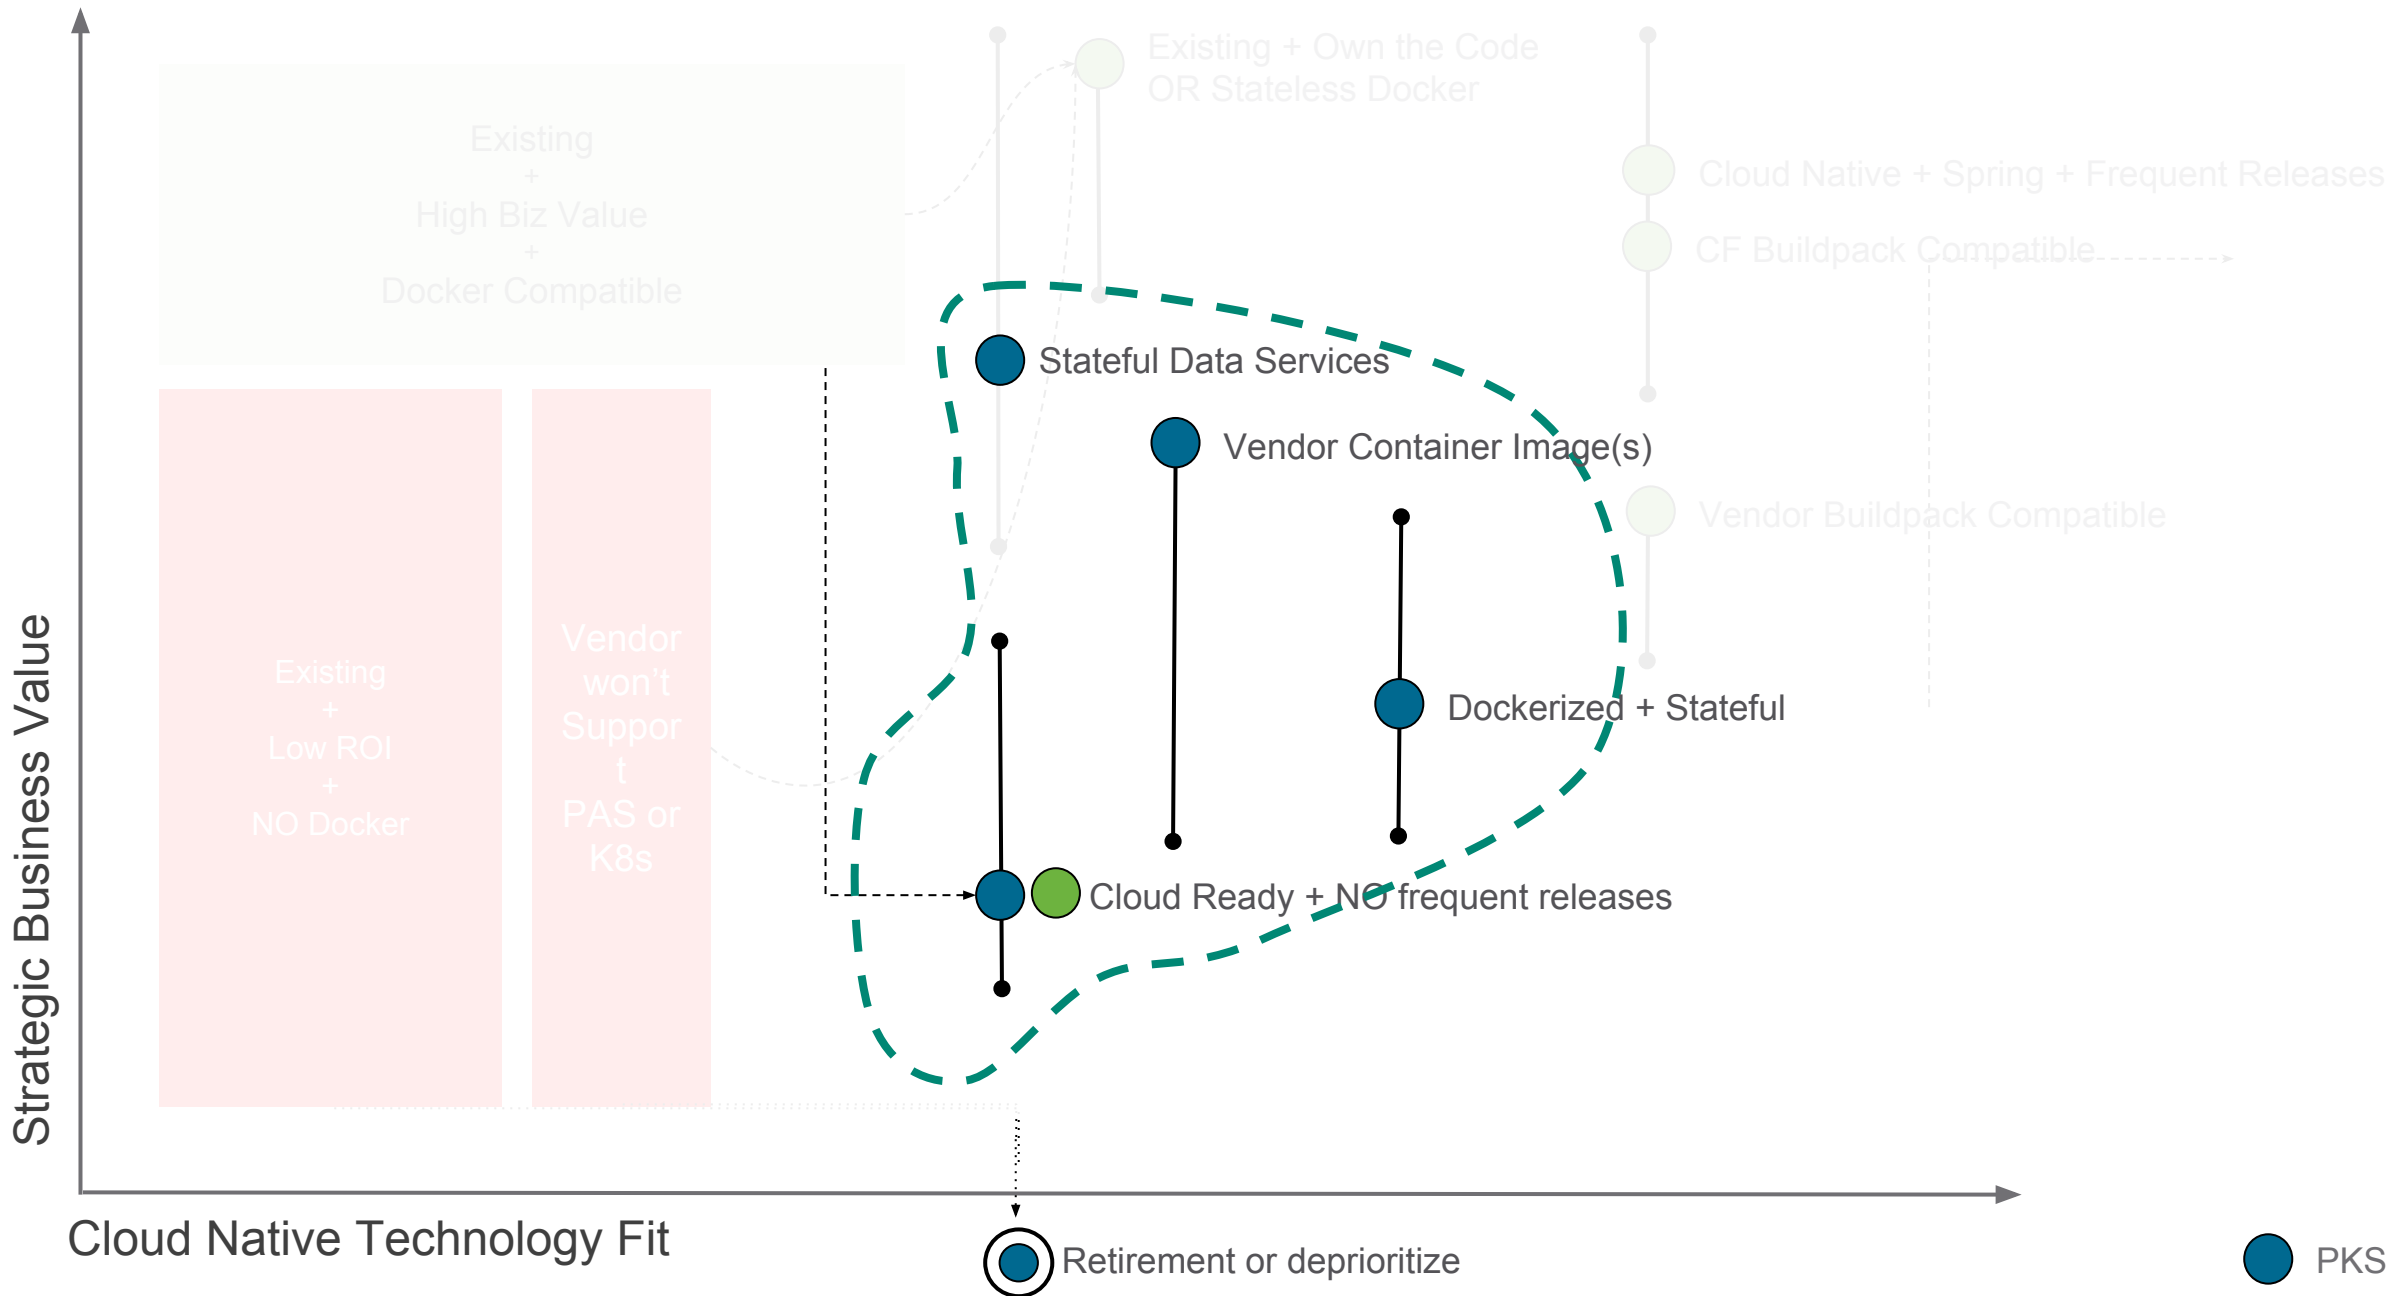 Existing + Own the Code
OR Stateless Docker
Existing
+
High Biz Value
+
Docker Compatible
Cloud Native + Spring + Frequent Releases
CF Buildpack Compatible
Stateful Data Services
Vendor Container Image(s)
Vendor Buildpack Compatible
Existing
+
Low ROI
+
NO Docker
Vendor
won't
Suppor
t
PAS or
K8s
Dockerized + Stateful
Cloud Ready + NO frequent releases
Strategic Business Value
Cloud Native Technology Fit
Retirement or deprioritize
PKS